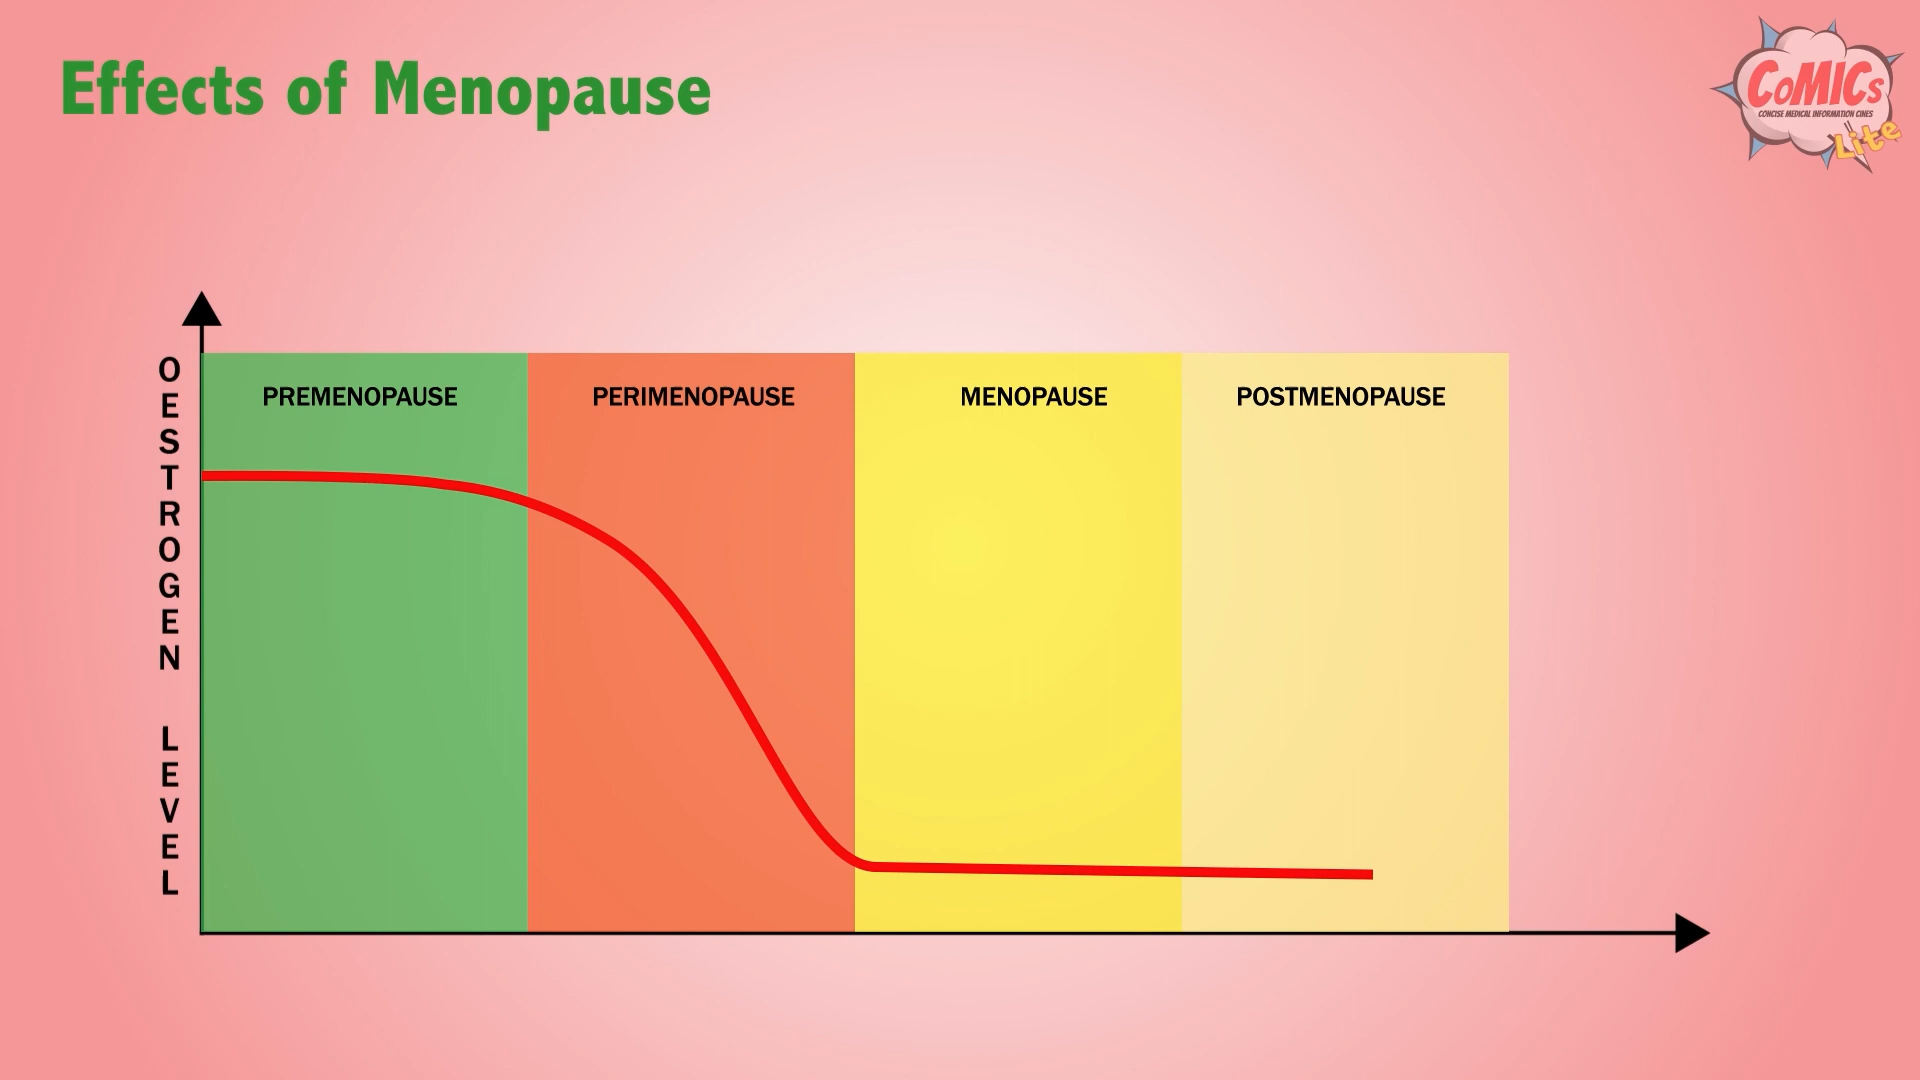 Effects of Menopause
CoMICs
CONCISE MEDICAL INFORMATION CINES
Lite
OESTROGEN LEVEL
PREMENOPAUSE
PERIMENOPAUSE
MENOPAUSE
POSTMENOPAUSE